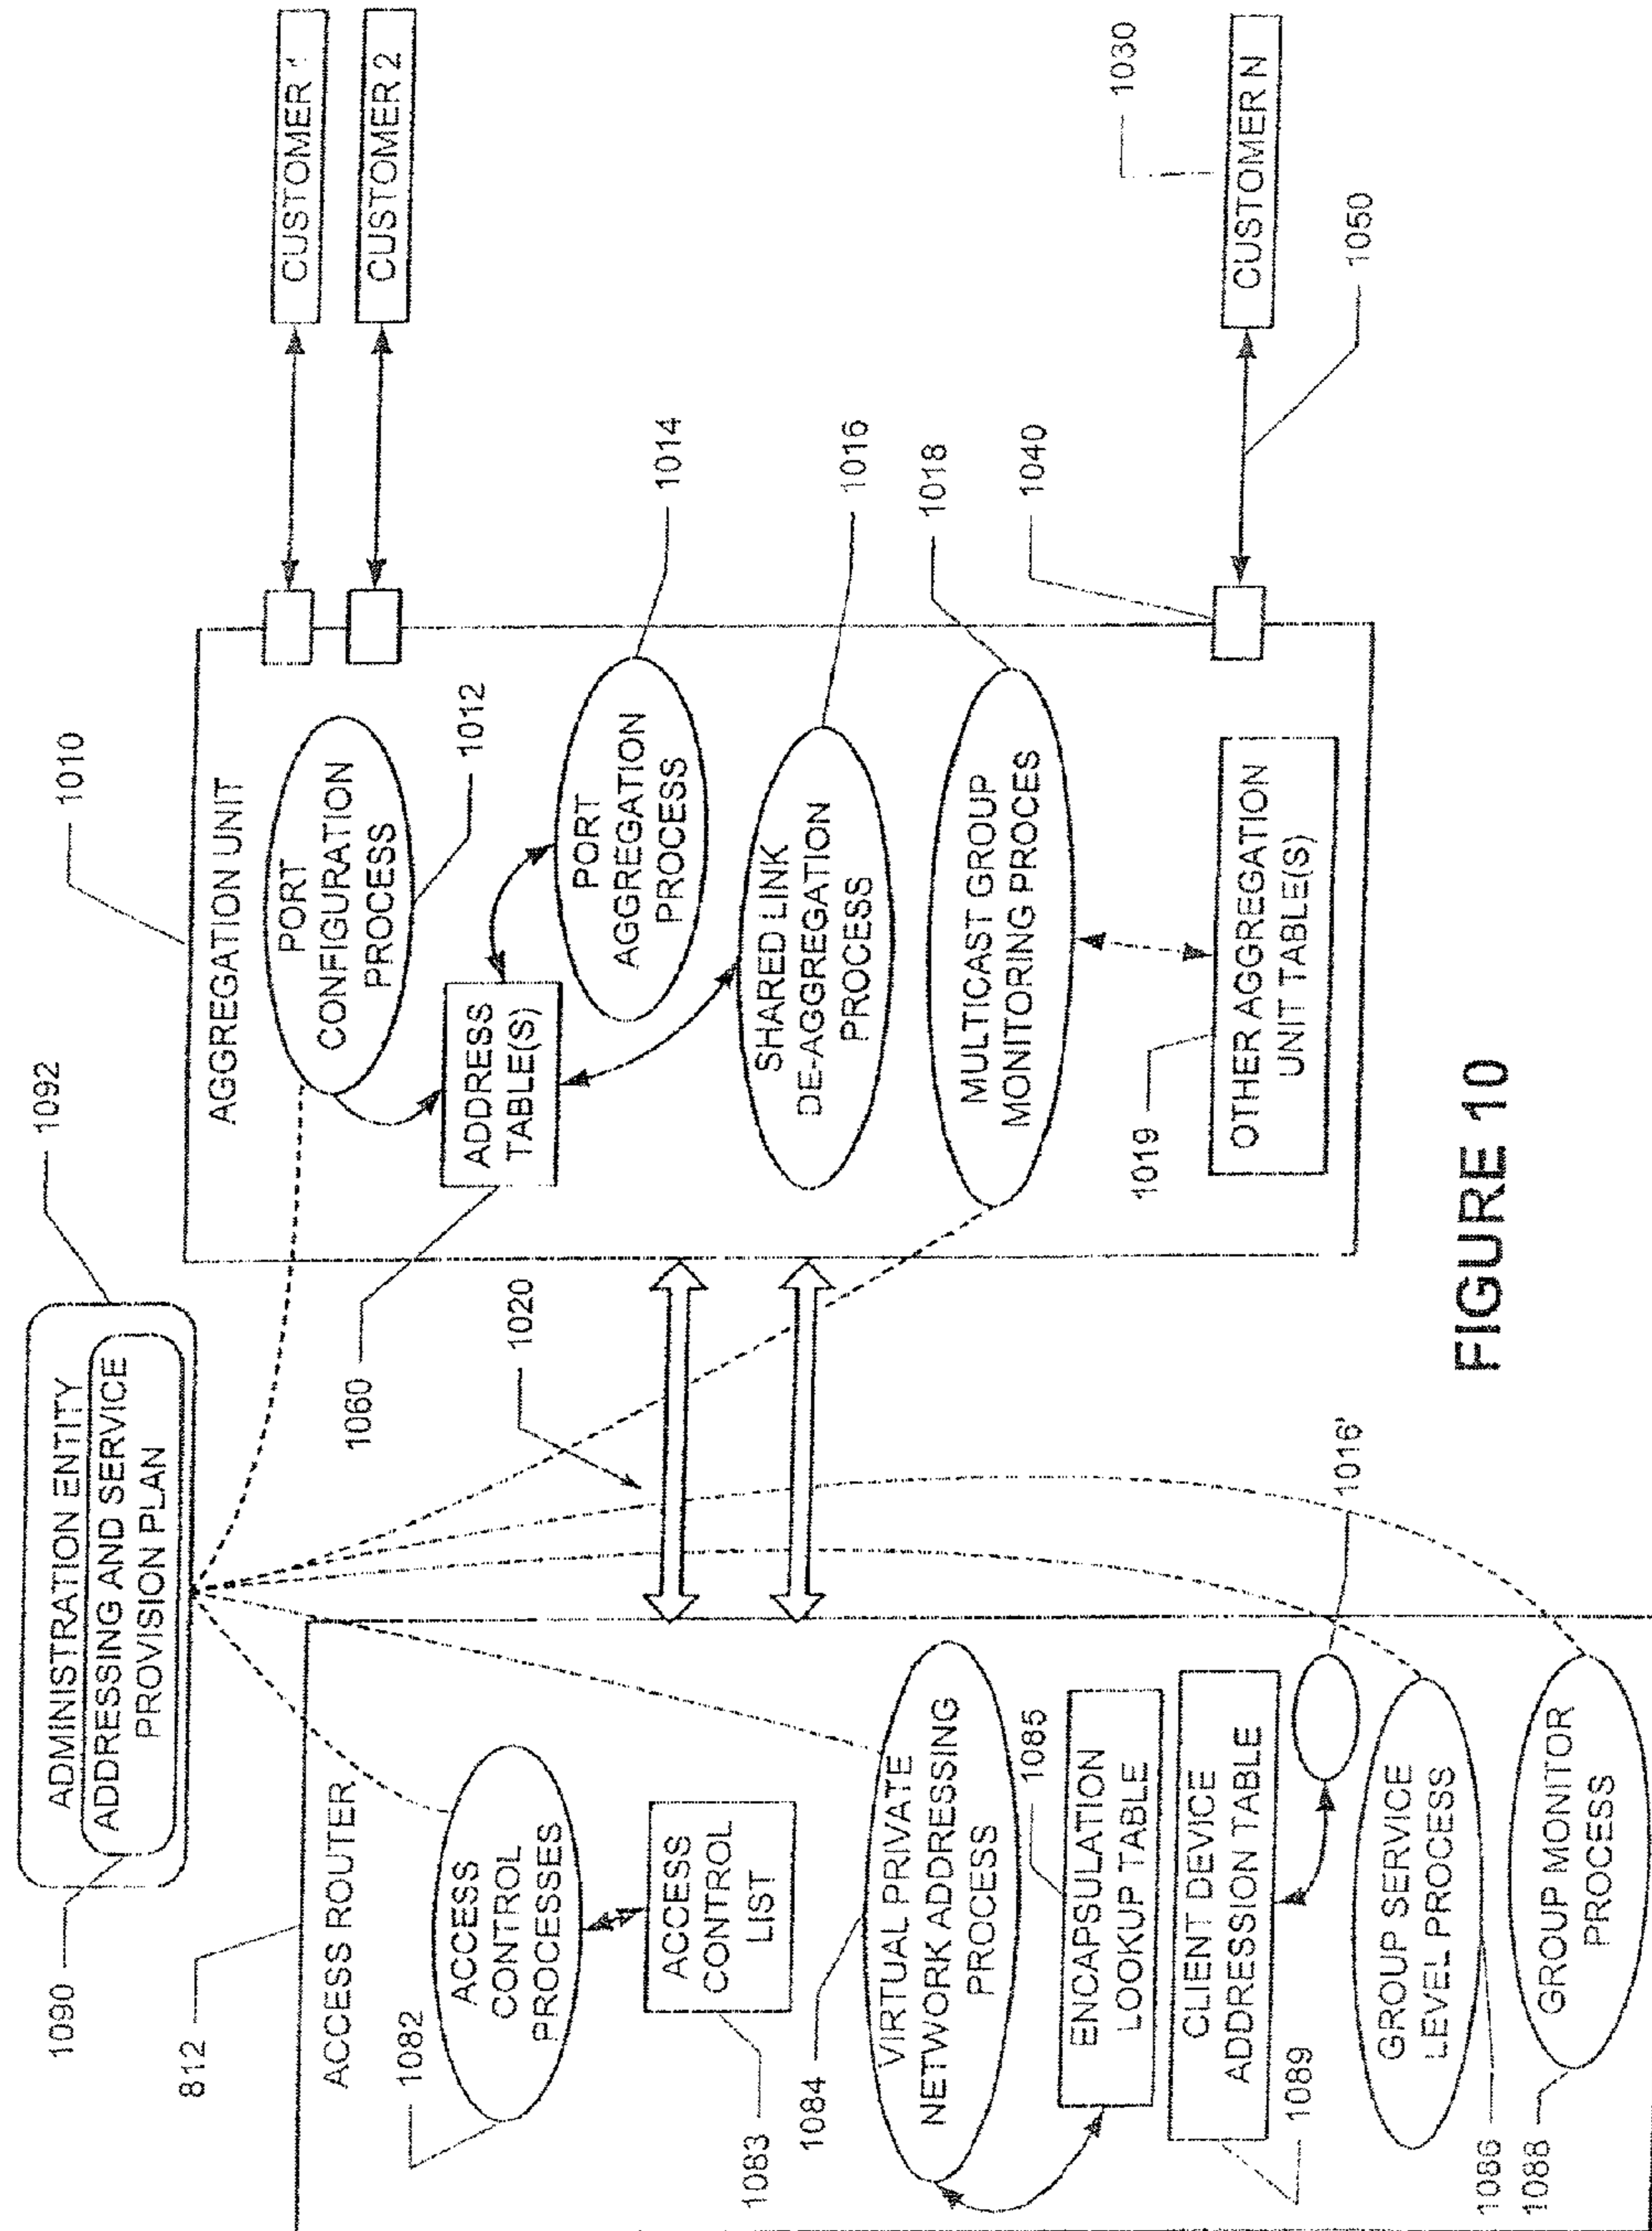 1090
ADMINISTRATION ENTITY
ADDRESSING AND SERVICE
PROVISION PLAN
1092
812
ACCESS ROUTER
1082
ACCESS
CONTROL
PROCESSES
ACCESS
CONTROL
LIST
1083
1084
VIRTUAL PRIVATE
NETWORK ADDRESSING
PROCESS
1085
ENCAPSULATION
LOOKUP TABLE
CLIENT DEVICE
ADDRESSION TABLE
1089
1016'
GROUP SERVICE
LEVEL PROCESS
1086
GROUP MONITOR
PROCESS
1088
1020
1010
AGGREGATION UNIT
PORT
CONFIGURATION
PROCESS
1012
ADDRESS
TABLE(S)
1060
PORT
AGGREGATION
PROCESS
1014
SHARED LINK
DE-AGGREGATION
PROCESS
1016
MULTICAST GROUP
MONITORING PROCES
1018
1019
OTHER AGGREGATION
UNIT TABLE(S)
1040
CUSTOMER 1
CUSTOMER 2
CUSTOMER N
1030
1050
FIGURE 10